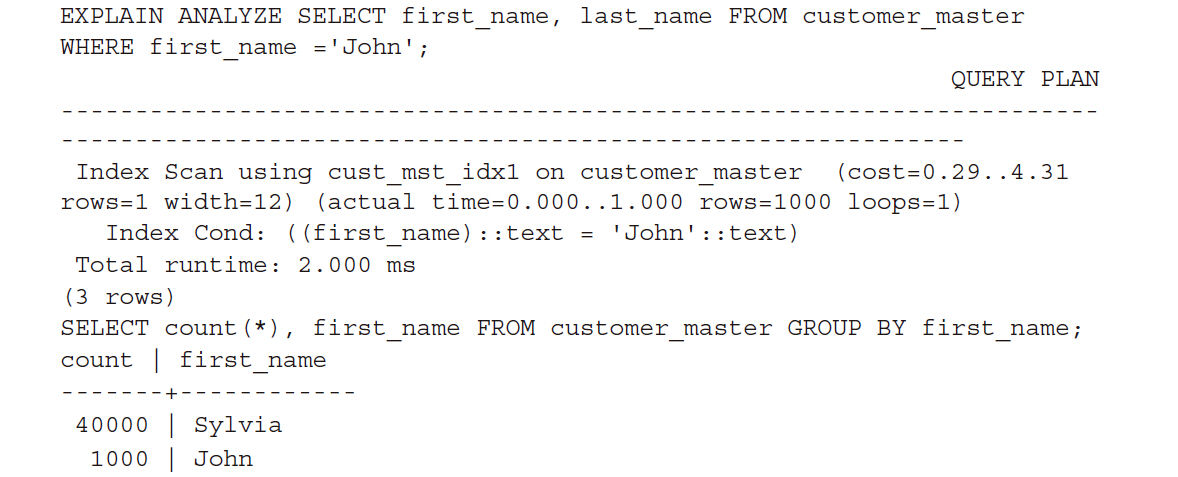 EXPLAIN ANALYZE SELECT first_name, last_name FROM customer_master
WHERE first_name ='John';
QUERY PLAN
----------------------------------------------------------------------
-------------------------------------------------------------
Index Scan using cust_mst_idx1 on customer_master (cost=0.29..4.31
rows=1 width=12) (actual time=0.000..1.000 rows=1000 loops=1)
Index Cond: ((first_name)::text = 'John'::text)
Total runtime: 2.000 ms
(3 rows)
SELECT count(*), first_name FROM customer_master GROUP BY first_name;
count | first_name
-------+------------
40000 | Sylvia
1000 | John